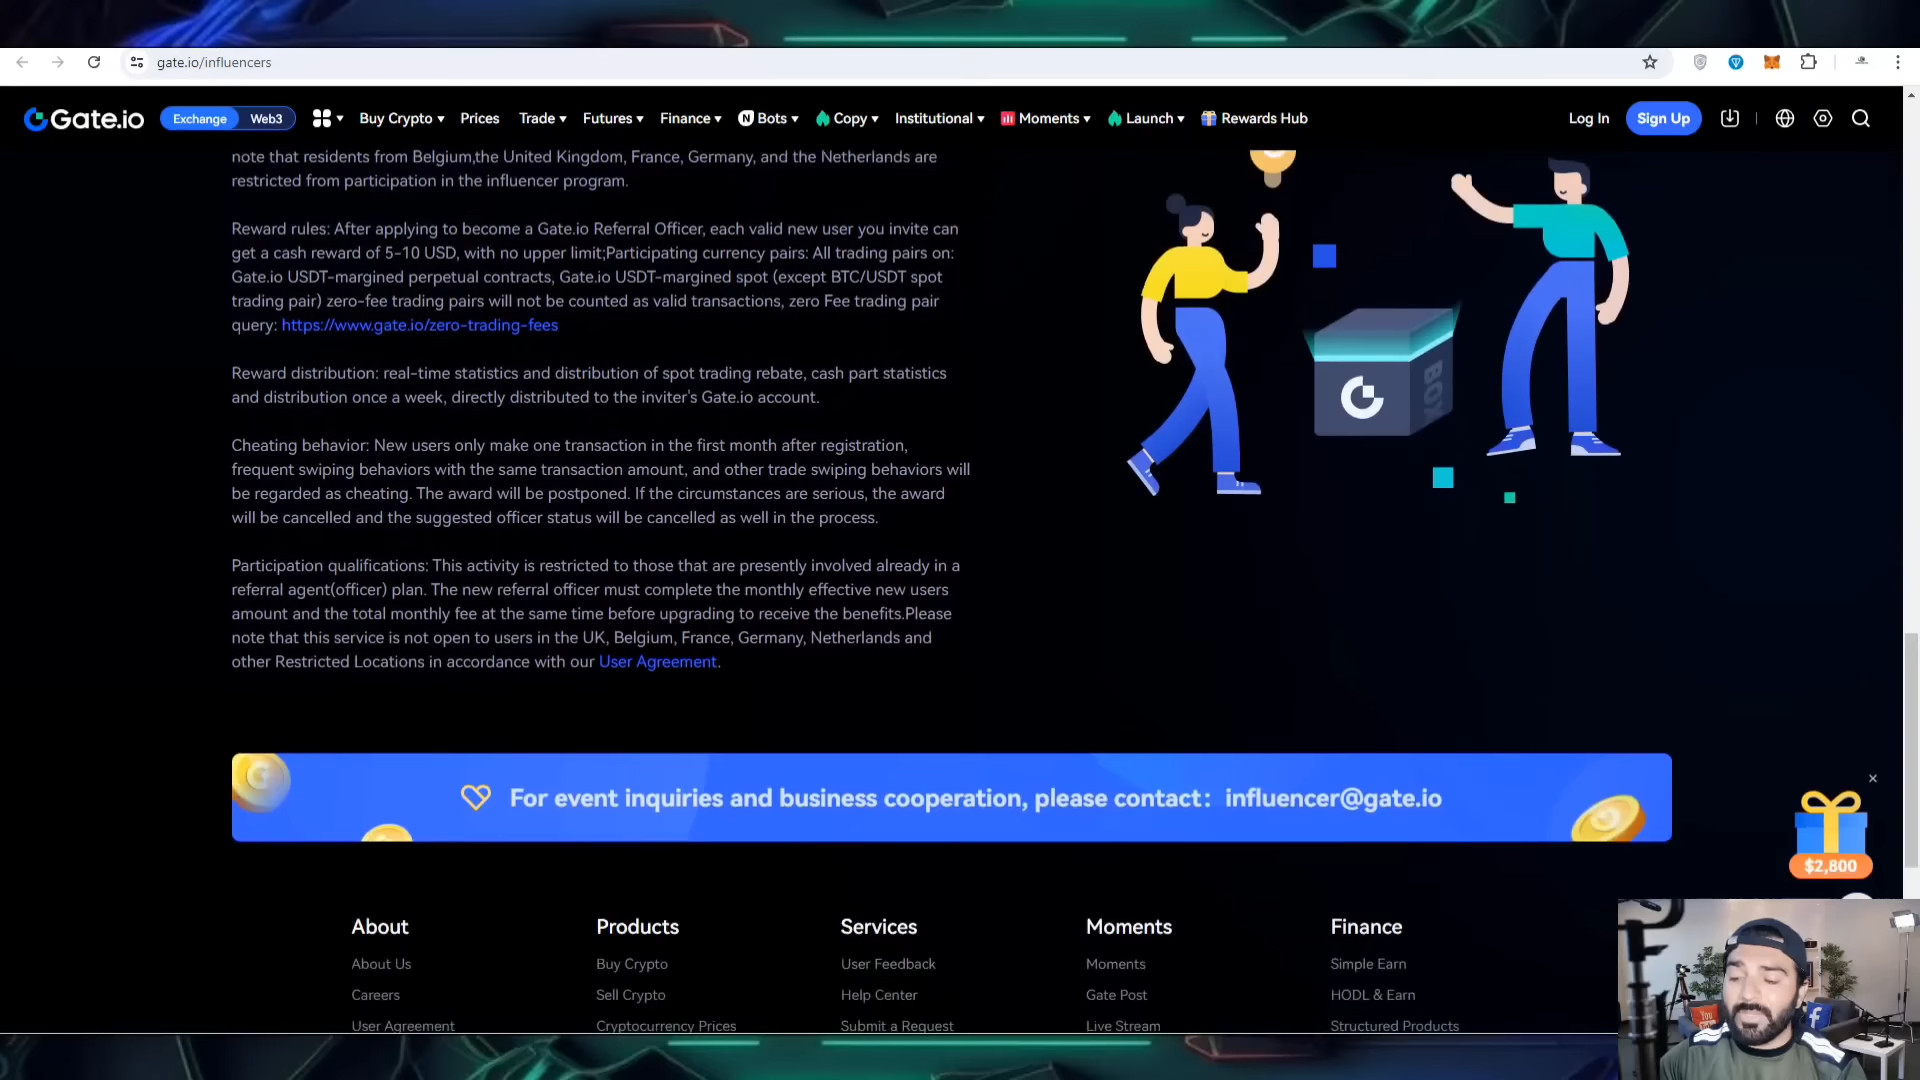 gate.io/influencers
Gate.io Exchange Web3 Buy Crypto Prices Trade Futures Finance Bots Copy Institutional Moments Launch Rewards Hub Log In Sign Up
note that residents from Belgium,the United Kingdom, France, Germany, and the Netherlands are
restricted from participation in the influencer program.
Reward rules: After applying to become a Gate.io Referral Officer, each valid new user you invite can
get a cash reward of 5-10 USD, with no upper limit;Participating currency pairs: All trading pairs on:
Gate.io USDT-margined perpetual contracts, Gate.io USDT-margined spot (except BTC/USDT spot
trading pair) zero-fee trading pairs will not be counted as valid transactions, zero Fee trading pair
query: https://www.gate.io/zero-trading-fees
Reward distribution: real-time statistics and distribution of spot trading rebate, cash part statistics
and distribution once a week, directly distributed to the inviter's Gate.io account.
Cheating behavior: New users only make one transaction in the first month after registration,
frequent swiping behaviors with the same transaction amount, and other trade swiping behaviors will
be regarded as cheating. The award will be postponed. If the circumstances are serious, the award
will be cancelled and the suggested officer status will be cancelled as well in the process.
Participation qualifications: This activity is restricted to those that are presently involved already in a
referral agent(officer) plan. The new referral officer must complete the monthly effective new users
amount and the total monthly fee at the same time before upgrading to receive the benefits.Please
note that this service is not open to users in the UK, Belgium, France, Germany, Netherlands and
other Restricted Locations in accordance with our User Agreement.
BOX
For event inquiries and business cooperation, please contact: influencer@gate.io
$2,800
About Products Services Moments Finance
About Us Buy Crypto User Feedback Moments Simple Earn
Careers Sell Crypto Help Center Gate Post HODL & Earn
User Agreement Cryptocurrency Prices Submit a Request Live Stream Structured Products